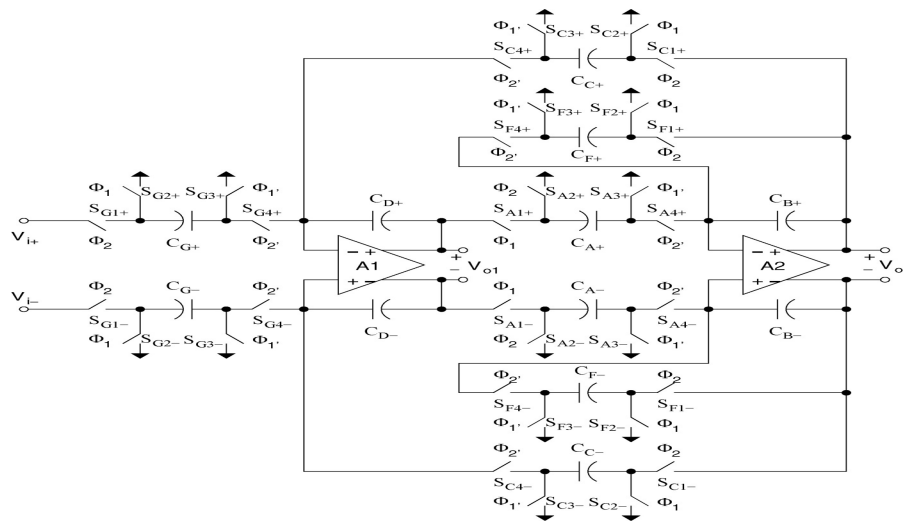 Φ1' SC3+ SC2+ Φ1
SC4+ SC1+
Φ2' CC+ Φ2
Φ1' SF3+ SF2+ Φ1
SF4+ SF1+
Φ2' CF+ Φ2
Φ1 SG2+ SG3+ Φ1' CD+ Φ2 SA2+ SA3+ Φ1' CB+
SG1+ SG4+ SA1+ SA4+
Vi+ Φ2 CG+ Φ2' Φ1 CA+ Φ2'
− + + − +
A1 Vo1 A2 Vo
+ − − + − −
Vi− Φ2 CG− Φ2' Φ1 CA− Φ2'
SG1− SG4− SA1− SA4−
Φ1 SG2− SG3− Φ1' CD− Φ2 SA2− SA3− Φ1' CB−
Φ2' CF− Φ2
SF4− SF1−
Φ1' SF3− SF2− Φ1
Φ2' CC− Φ2
SC4− SC1−
Φ1' SC3− SC2− Φ1